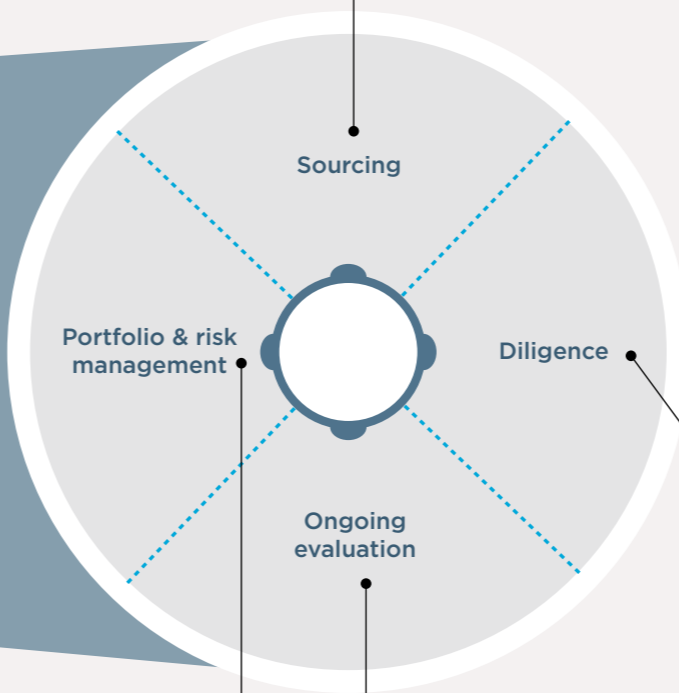 Sourcing
Portfolio & risk
management
Diligence
Ongoing
evaluation